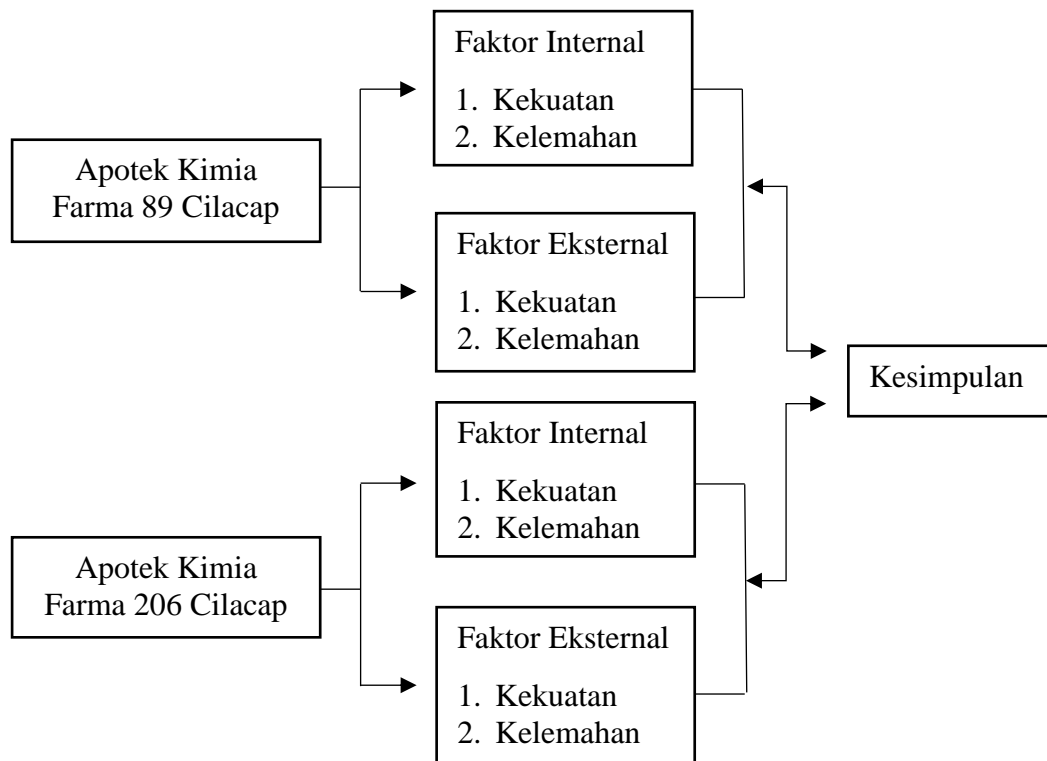 Apotek Kimia
Farma 89 Cilacap
Faktor Internal
1. Kekuatan
2. Kelemahan
Faktor Eksternal
1. Kekuatan
2. Kelemahan
Apotek Kimia
Farma 206 Cilacap
Faktor Internal
1. Kekuatan
2. Kelemahan
Faktor Eksternal
1. Kekuatan
2. Kelemahan
Kesimpulan